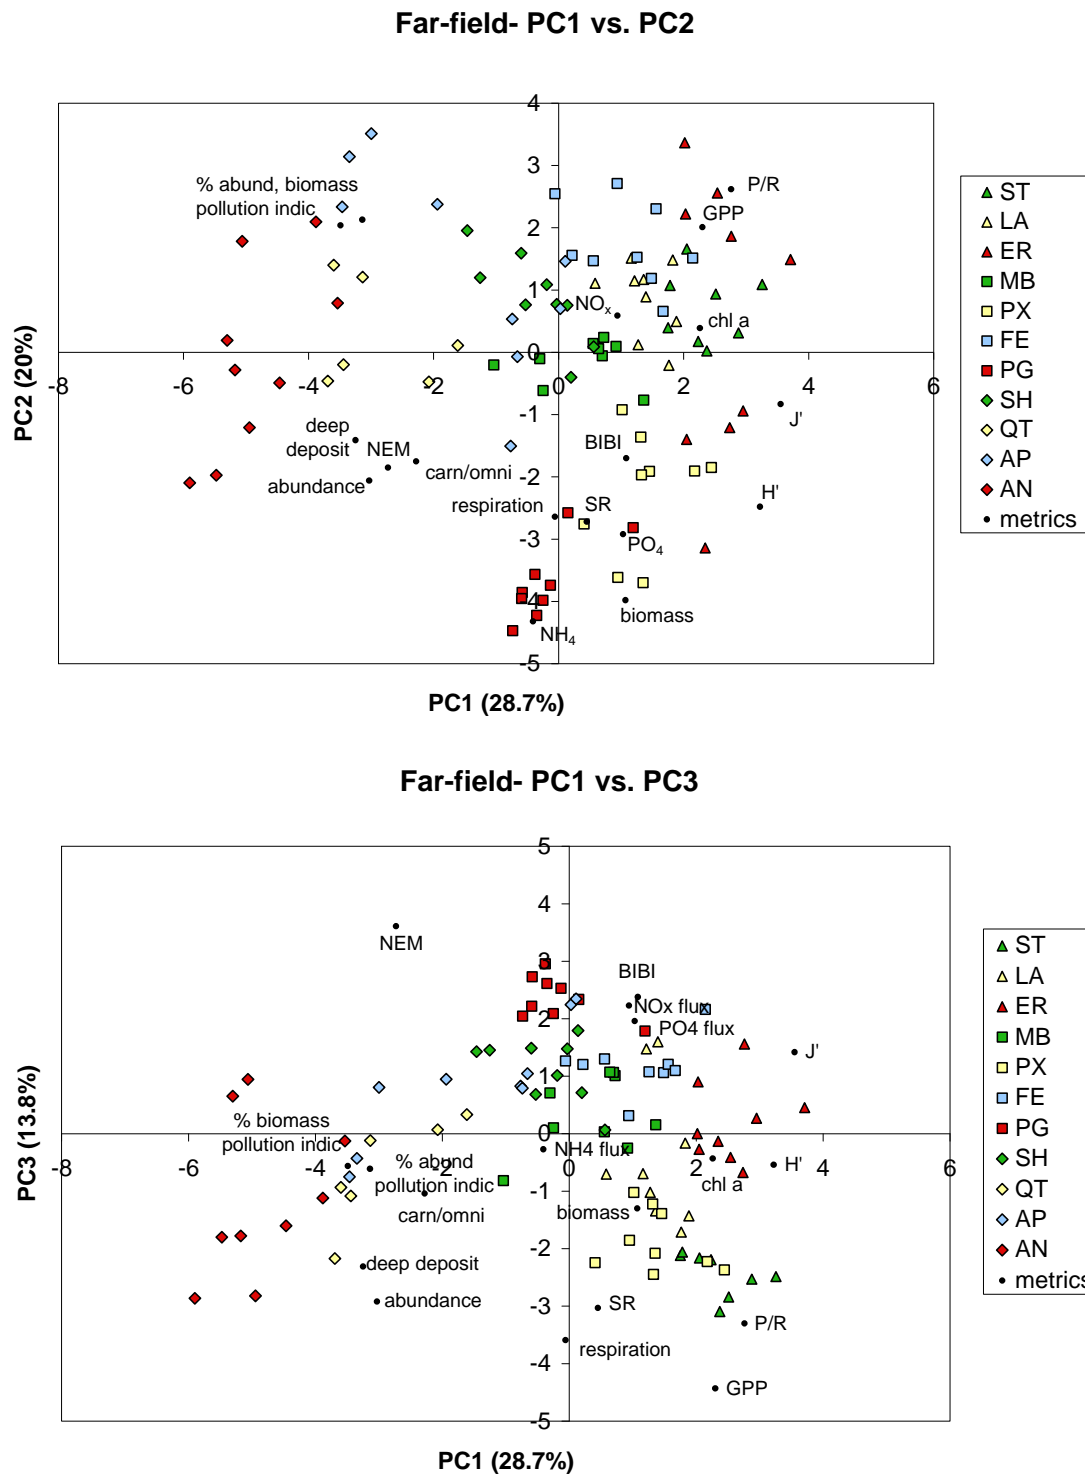 Far-field- PC1 vs. PC2
4
3
% abund, biomass
pollution indic
P/R
GPP
2
1
NOx
chl a
0
-8
-6
-4
-2
0
2
4
6
-1
J'
deep
deposit
NEM
BIBI
carn/omni
abundance
-2
respiration
SR
H'
-3
PO4
-4
biomass
NH4
-5
PC2 (20%)
PC1 (28.7%)
ST
LA
ER
MB
PX
FE
PG
SH
QT
AP
AN
metrics
Far-field- PC1 vs. PC3
5
4
NEM
3
BIBI
NOx flux
2
PO4 flux
J'
1
% biomass
pollution indic
0
NH4 flux
-8
-6
-4
-2
0
2
4
6
% abund
pollution indic
H'
chl a
-1
carn/omni
biomass
-2
deep deposit
abundance
SR
-3
P/R
respiration
-4
GPP
-5
PC3 (13.8%)
PC1 (28.7%)
ST
LA
ER
MB
PX
FE
PG
SH
QT
AP
AN
metrics